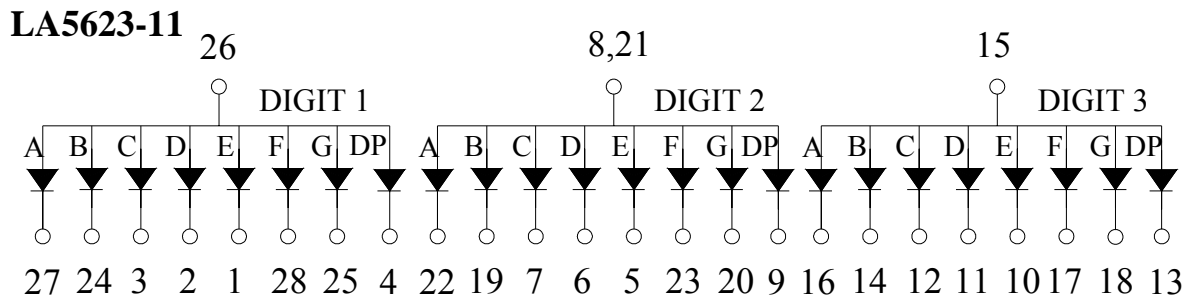 LA5623-11
26 8,21 15
DIGIT 1 DIGIT 2 DIGIT 3
A B C D E F G DP A B C D E F G DP A B C D E F G DP
27 24 3 2 1 28 25 4 22 19 7 6 5 23 20 9 16 14 12 11 10 17 18 13